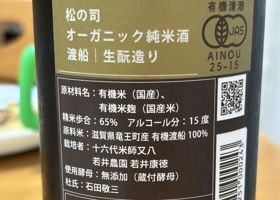 松の司
オーガニック純米酒
渡船｜生酛造り
有機清酒
JAS
AINOU
25-15
原材料名：有機米（国産）、
有機米麹（国産米）
精米歩合：65% アルコール分：15度
原料米：滋賀県竜王町産 有機渡船100%
栽培者：十六代米師又八
若井農園 若井康徳
使用酵母：無添加（蔵付酵母）
杜氏：石田敬三